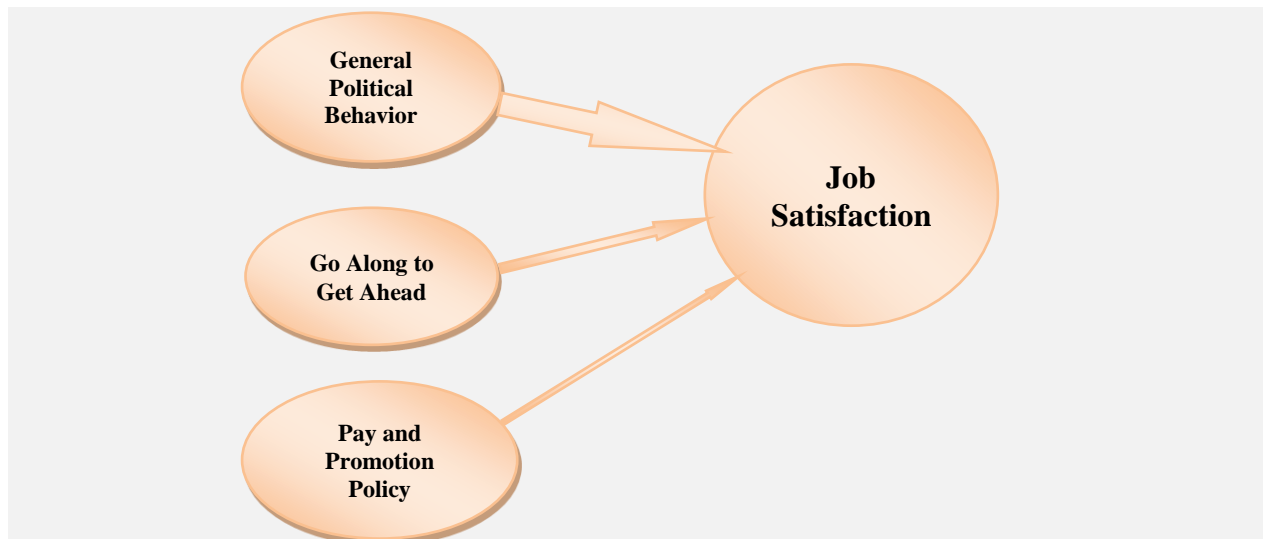 General
Political
Behavior
Job
Satisfaction
Go Along to
Get Ahead
Pay and
Promotion
Policy